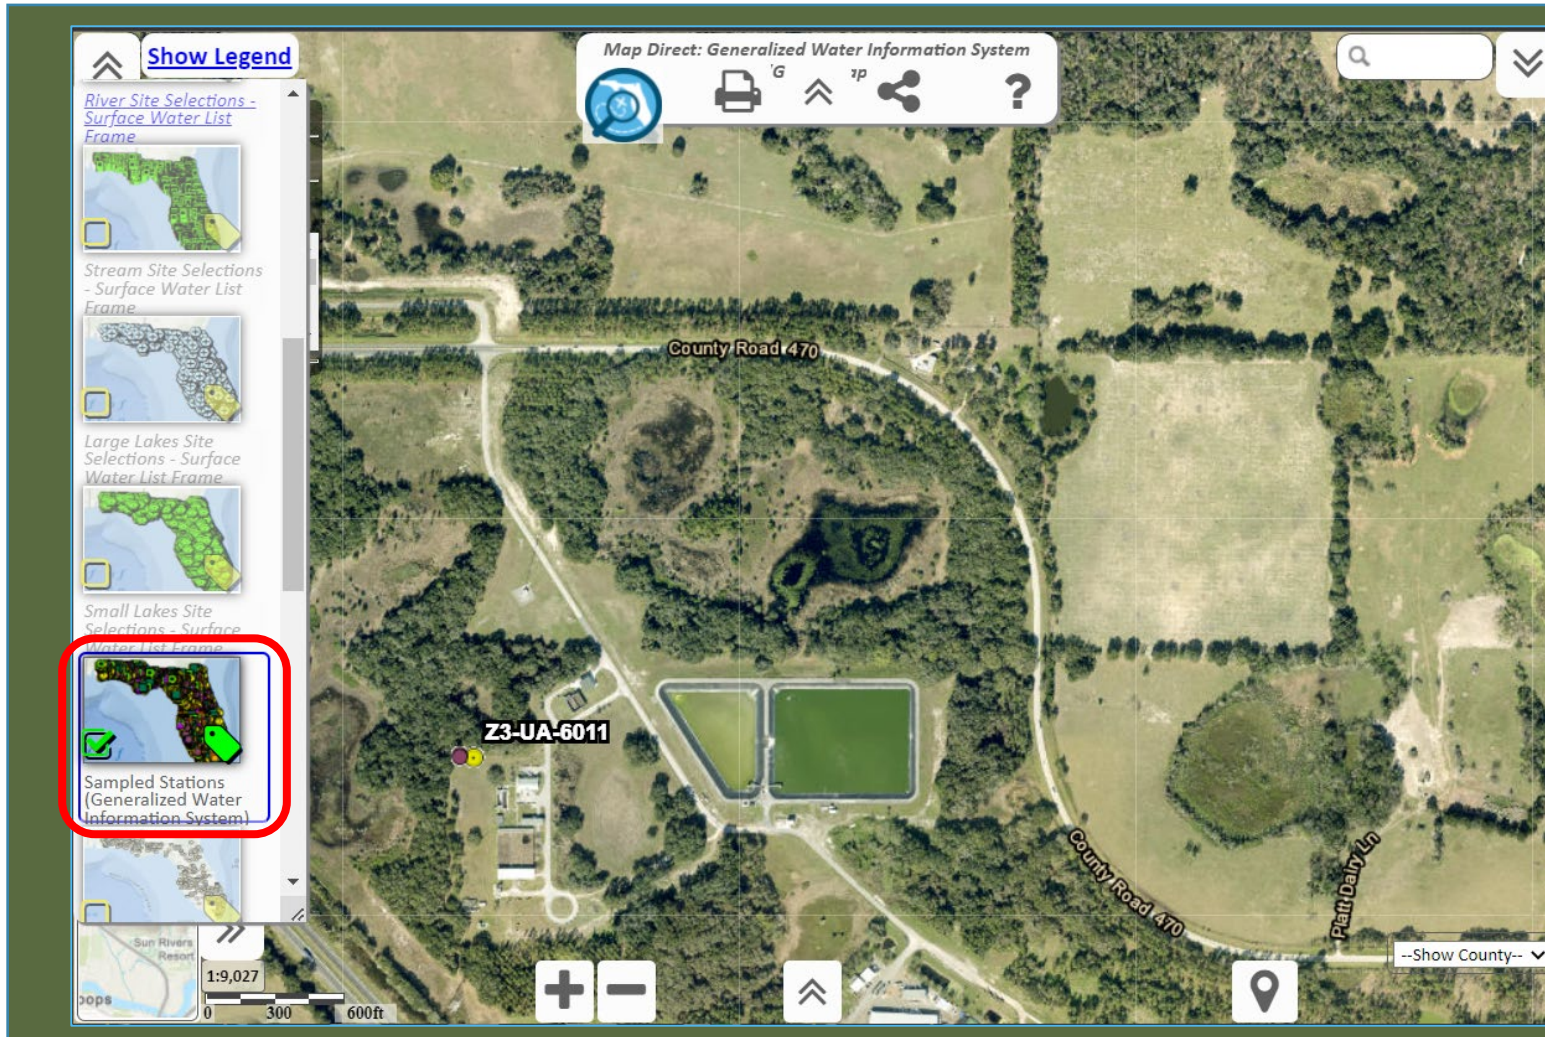 Show Legend
Map Direct: Generalized Water Information System
'G
ap
?
River Site Selections -
Surface Water List
Frame
Stream Site Selections
- Surface Water List
Frame
County Road 470
Large Lakes Site
Selections - Surface
Water List Frame
Small Lakes Site
Selections - Surface
Water List Frame
Z3-UA-6011
Sampled Stations
(Generalized Water
Information System)
County Road 470
Platt Dairy Ln
Sun Rivers
Resort
--Show County--
1:9,027
oops
0 300 600ft